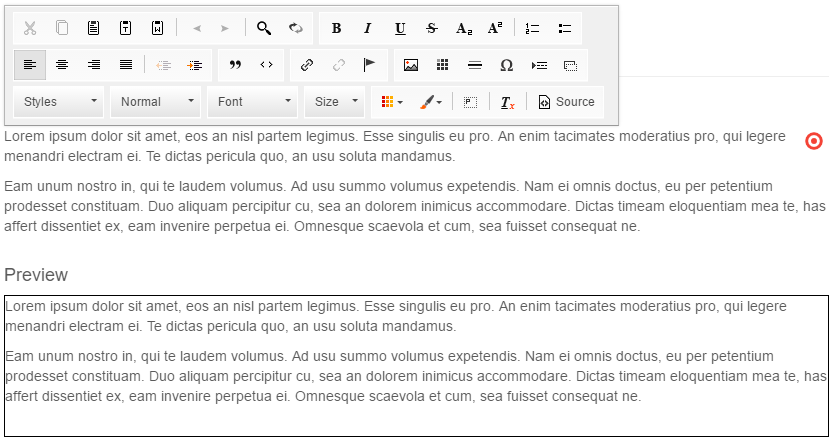 B I U S A₂ A²
Ω
Styles Normal Font Size Iₓ Source
Lorem ipsum dolor sit amet, eos an nisl partem legimus. Esse singulis eu pro. An enim tacimates moderatius pro, qui legere
menandri electram ei. Te dictas pericula quo, an usu soluta mandamus.
Eam unum nostro in, qui te laudem volumus. Ad usu summo volumus expetendis. Nam ei omnis doctus, eu per petentium
prodesset constituam. Duo aliquam percipitur cu, sea an dolorem inimicus accommodare. Dictas timeam eloquentiam mea te, has
affert dissentiet ex, eam invenire perpetua ei. Omnesque scaevola et cum, sea fuisset consequat ne.
Preview
Lorem ipsum dolor sit amet, eos an nisl partem legimus. Esse singulis eu pro. An enim tacimates moderatius pro, qui legere
menandri electram ei. Te dictas pericula quo, an usu soluta mandamus.
Eam unum nostro in, qui te laudem volumus. Ad usu summo volumus expetendis. Nam ei omnis doctus, eu per petentium
prodesset constituam. Duo aliquam percipitur cu, sea an dolorem inimicus accommodare. Dictas timeam eloquentiam mea te, has
affert dissentiet ex, eam invenire perpetua ei. Omnesque scaevola et cum, sea fuisset consequat ne.